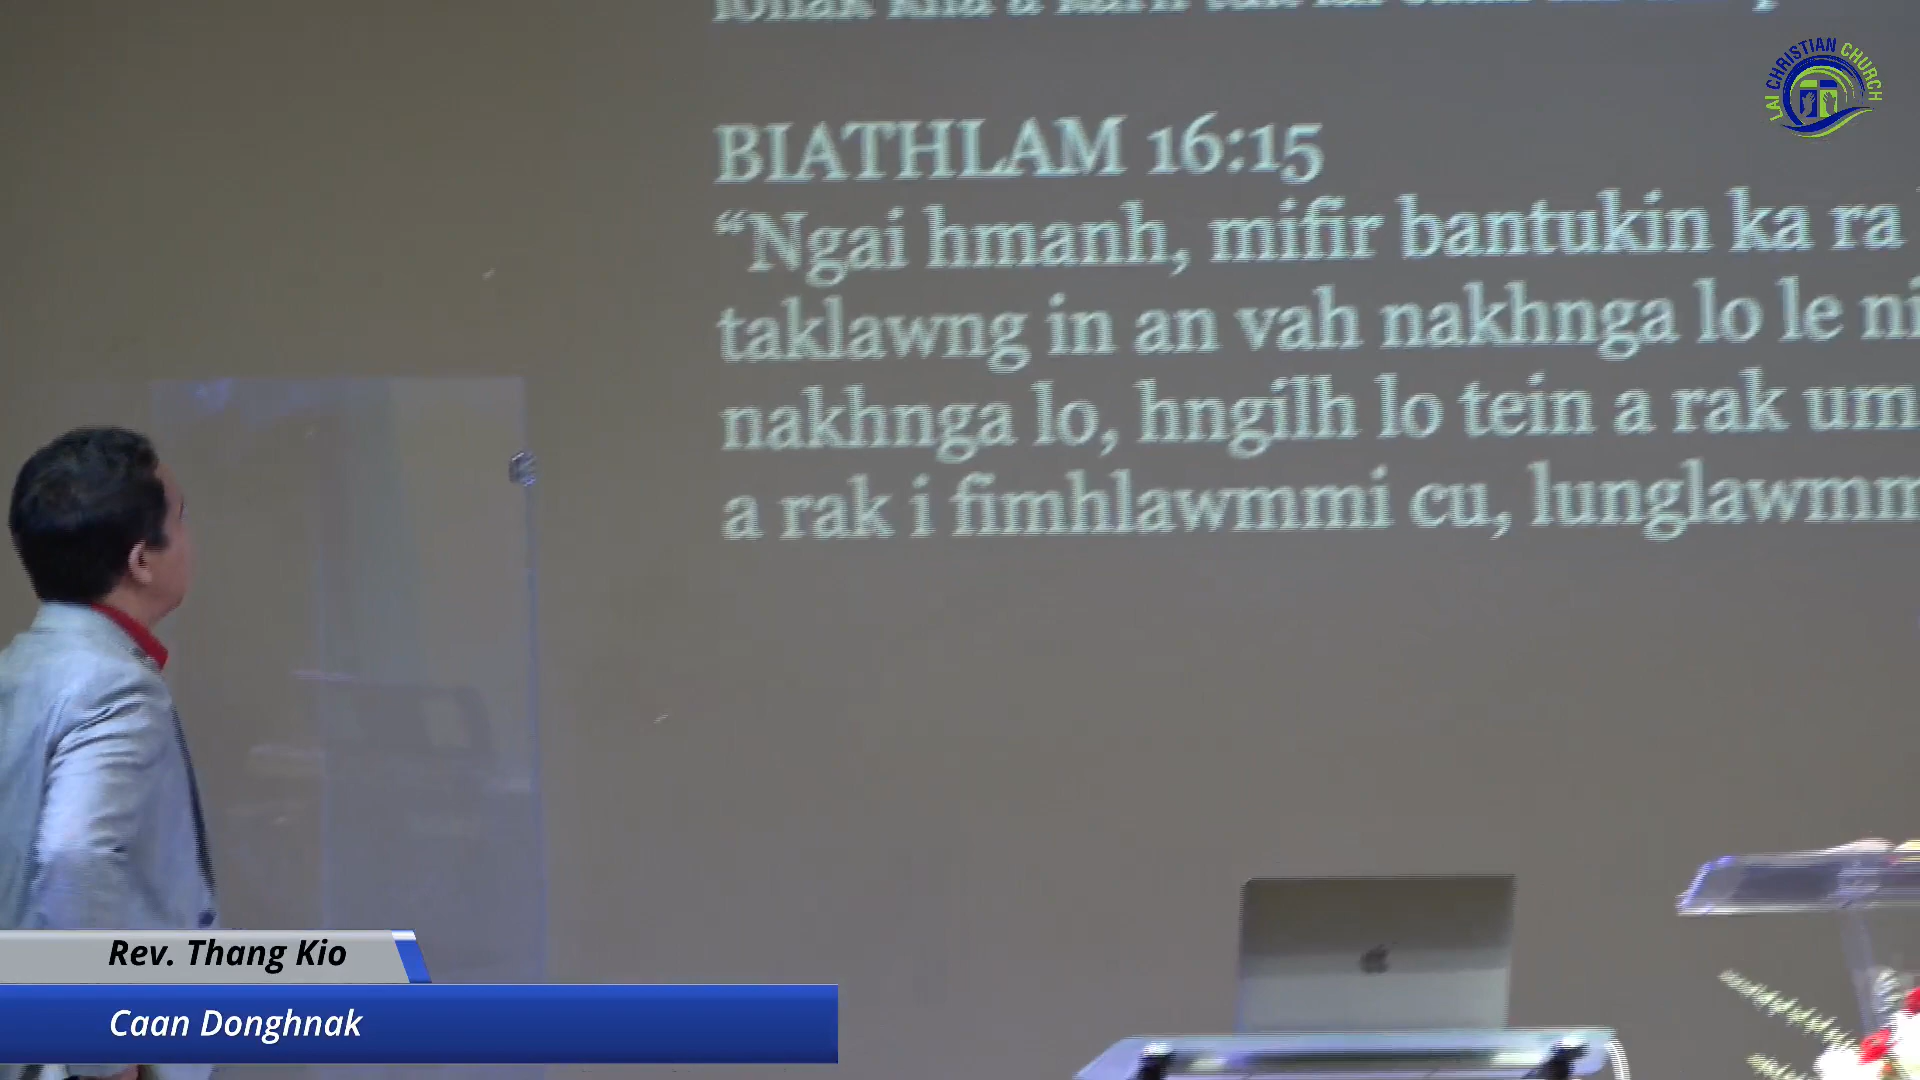 LAI CHRISTIAN CHURCH
BIATHLAM 16:15
“Ngai hmanh, mifir bantukin ka ra
taklawng in an vah nakhnga lo le ni
nakhnga lo, hngilh lo tein a rak um
a rak i fimhlawmmi cu, lunglawmm
Rev. Thang Kio
Caan Donghnak